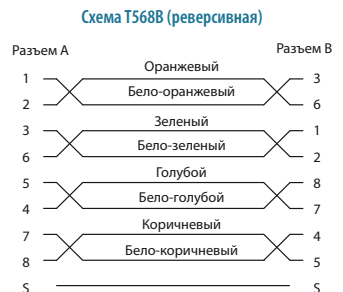 Схема T568B (реверсивная)
Разъем А Разъем В
Оранжевый
1 3
Бело-оранжевый
2 6
Зеленый
3 1
Бело-зеленый
6 2
Голубой
5 8
Бело-голубой
4 7
Коричневый
7 4
Бело-коричневый
8 5
S S